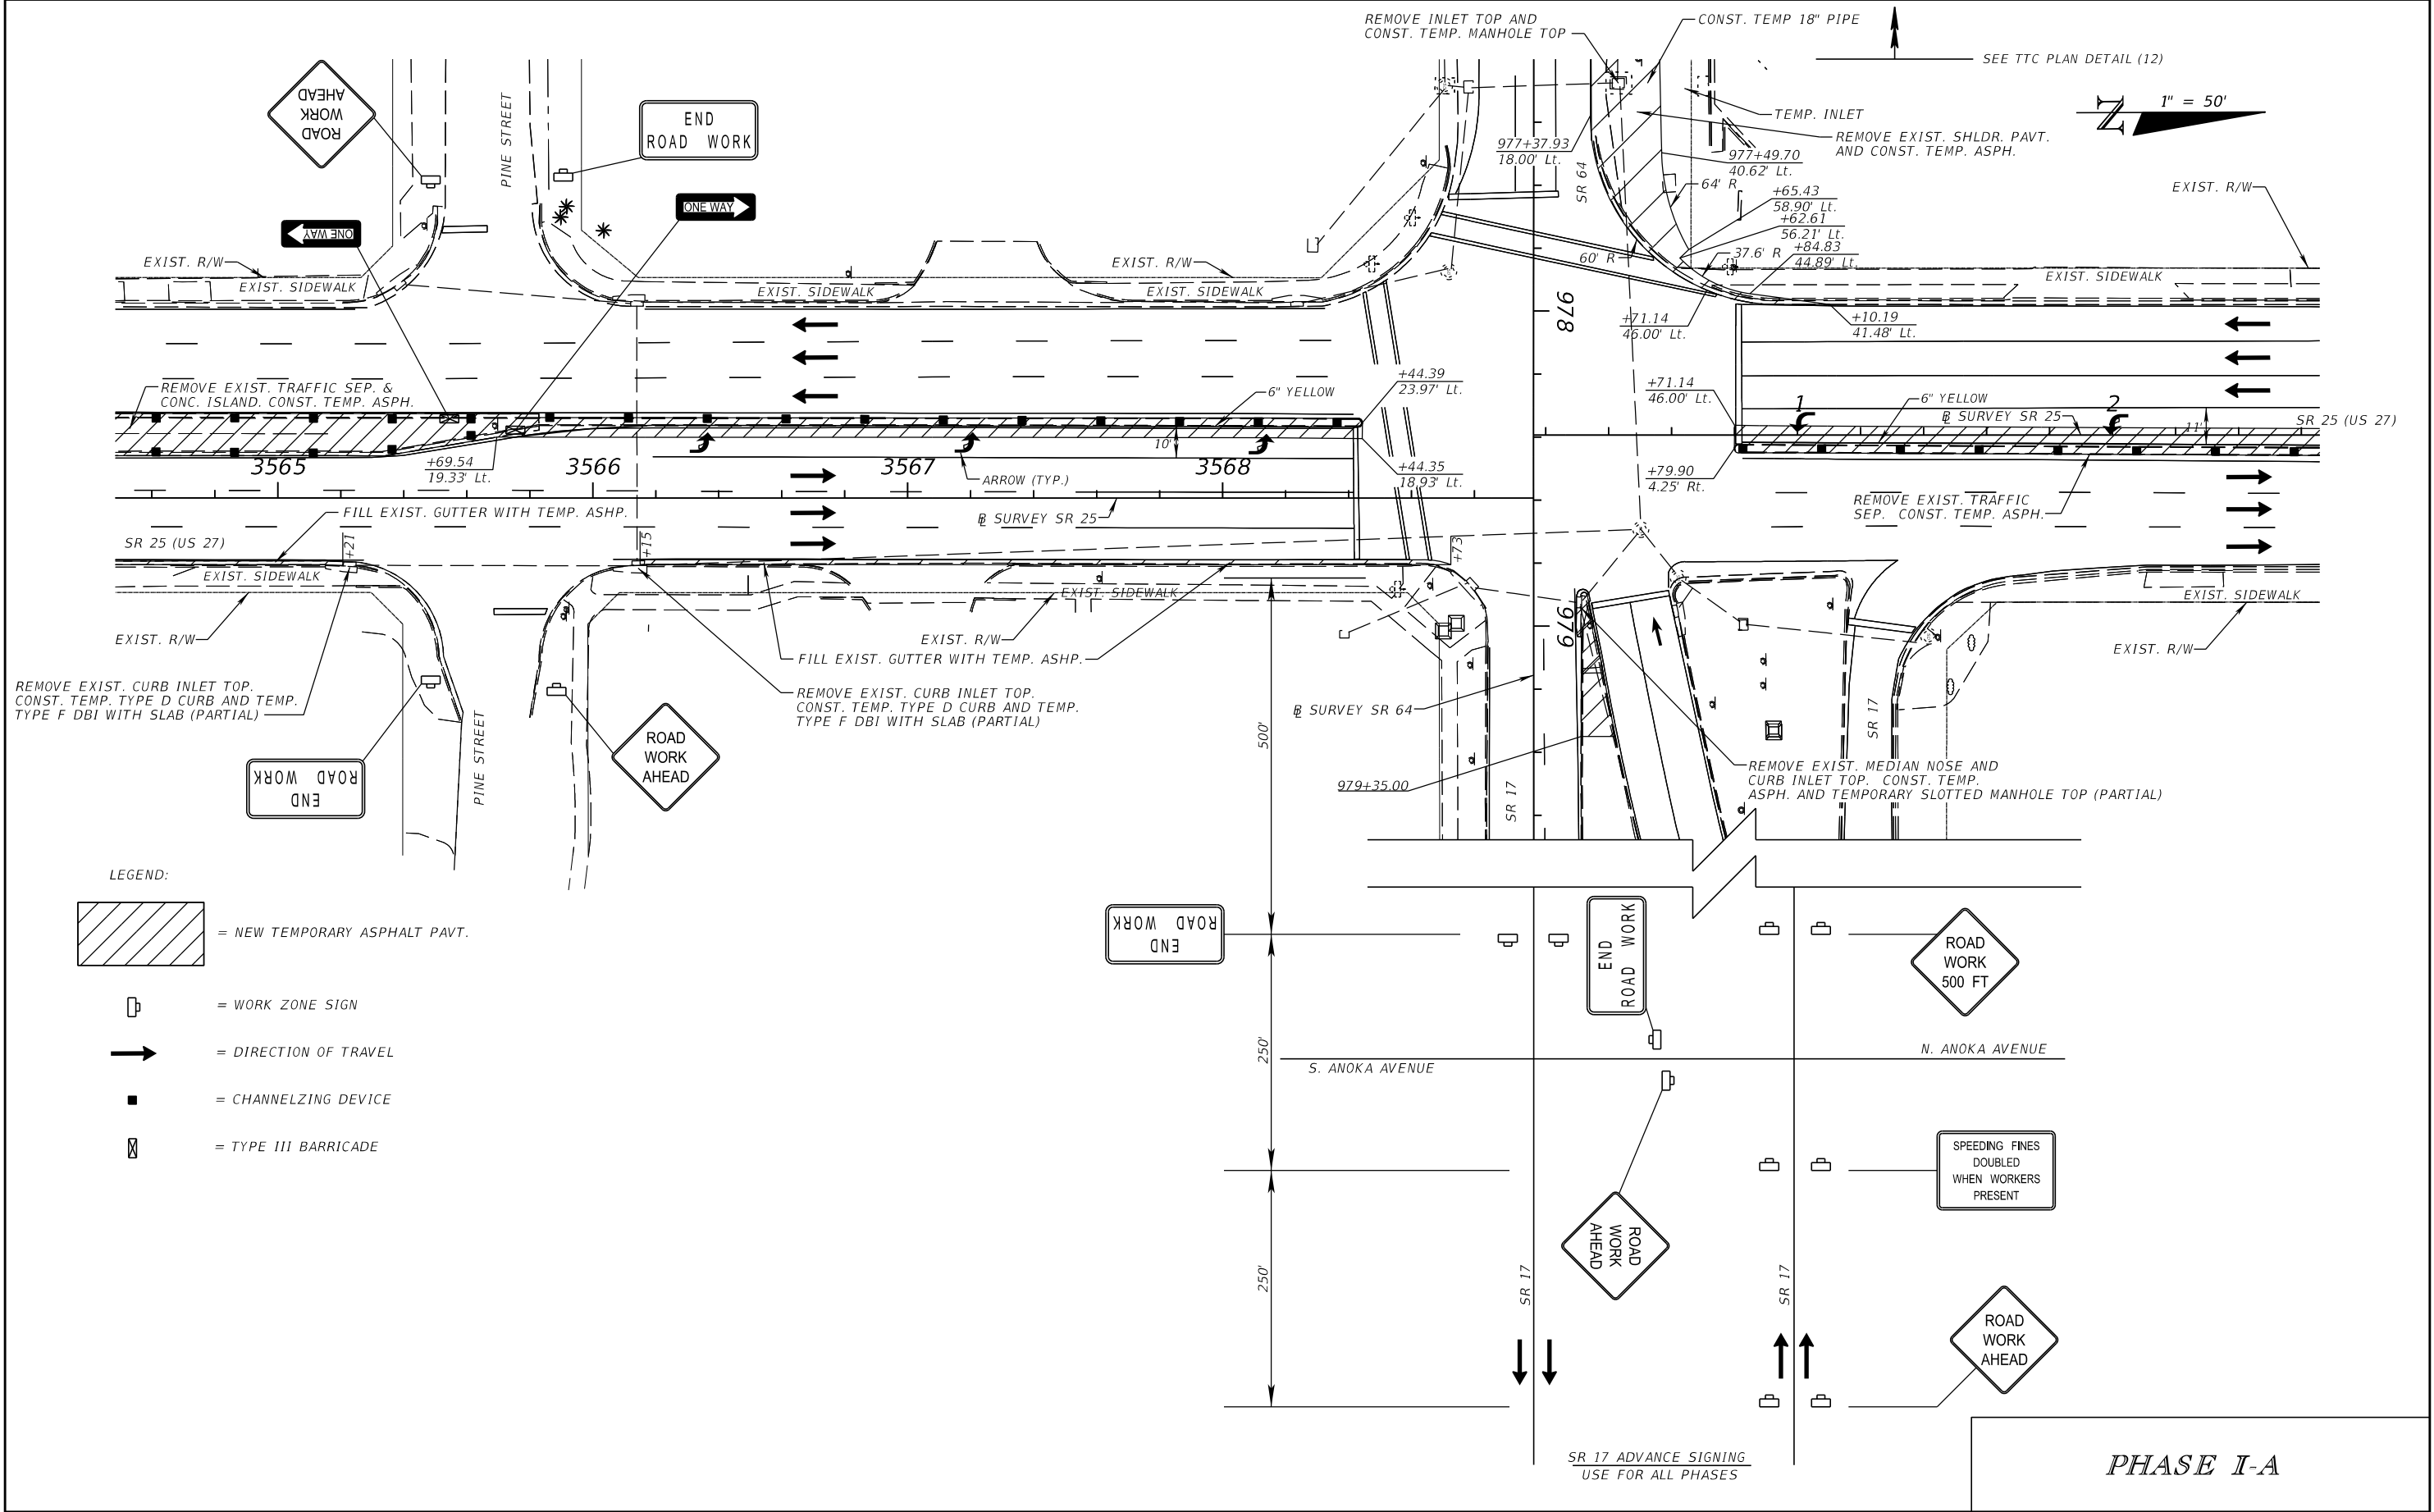 REMOVE INLET TOP AND
CONST. TEMP. MANHOLE TOP
CONST. TEMP 18" PIPE
SEE TTC PLAN DETAIL (12)
N
1" = 50'
TEMP. INLET
REMOVE EXIST. SHLDR. PAVT.
AND CONST. TEMP. ASPH.
ROAD
WORK
AHEAD
PINE STREET
END
ROAD WORK
ONE WAY
ONE WAY
977+37.93
18.00' Lt.
SR 64
977+49.70
40.62' Lt.
64' R
+65.43
58.90' Lt.
+62.61
56.21' Lt.
+84.83
44.89' Lt.
37.6' R
60' R
EXIST. R/W
EXIST. R/W
EXIST. SIDEWALK
EXIST. SIDEWALK
EXIST. R/W
EXIST. SIDEWALK
EXIST. SIDEWALK
978
+71.14
46.00' Lt.
+10.19
41.48' Lt.
REMOVE EXIST. TRAFFIC SEP. &
CONC. ISLAND. CONST. TEMP. ASPH.
6" YELLOW
+44.39
23.97' Lt.
+71.14
46.00' Lt.
1
6" YELLOW
BL SURVEY SR 25
2
11'
SR 25 (US 27)
10'
3565
3566
3567
3568
+69.54
19.33' Lt.
ARROW (TYP.)
+44.35
18.93' Lt.
+79.90
4.25' Rt.
REMOVE EXIST. TRAFFIC
SEP. CONST. TEMP. ASPH.
FILL EXIST. GUTTER WITH TEMP. ASHP.
BL SURVEY SR 25
SR 25 (US 27)
+21
+15
+73
EXIST. SIDEWALK
EXIST. SIDEWALK
EXIST. SIDEWALK
EXIST. R/W
EXIST. R/W
EXIST. R/W
979
FILL EXIST. GUTTER WITH TEMP. ASHP.
REMOVE EXIST. CURB INLET TOP.
CONST. TEMP. TYPE D CURB AND TEMP.
TYPE F DBI WITH SLAB (PARTIAL)
REMOVE EXIST. CURB INLET TOP.
CONST. TEMP. TYPE D CURB AND TEMP.
TYPE F DBI WITH SLAB (PARTIAL)
BL SURVEY SR 64
979+35.00
SR 17
SR 17
REMOVE EXIST. MEDIAN NOSE AND
CURB INLET TOP. CONST. TEMP.
ASPH. AND TEMPORARY SLOTTED MANHOLE TOP (PARTIAL)
PINE STREET
END
ROAD WORK
ROAD
WORK
AHEAD
500'
250'
250'
LEGEND:
= NEW TEMPORARY ASPHALT PAVT.
= WORK ZONE SIGN
= DIRECTION OF TRAVEL
= CHANNELZING DEVICE
= TYPE III BARRICADE
END
ROAD WORK
END
ROAD WORK
ROAD
WORK
500 FT
S. ANOKA AVENUE
N. ANOKA AVENUE
SPEEDING FINES
DOUBLED
WHEN WORKERS
PRESENT
ROAD
WORK
AHEAD
SR 17
SR 17
ROAD
WORK
AHEAD
SR 17 ADVANCE SIGNING
USE FOR ALL PHASES
PHASE I-A